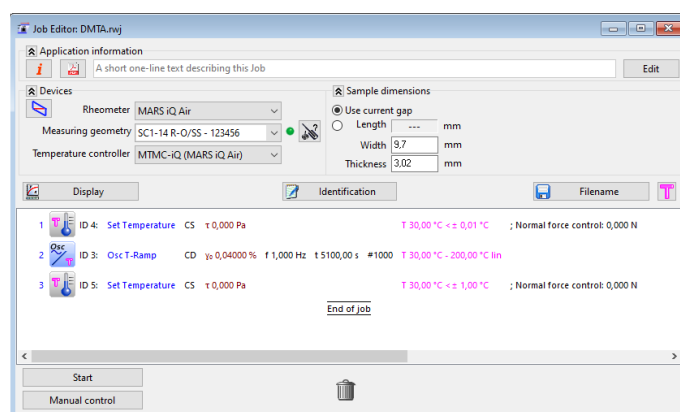 Job Editor: DMTA.rwj
Application information
A short one-line text describing this Job
Edit
Devices
Rheometer MARS iQ Air
Measuring geometry SC1-14 R-O/SS - 123456
Temperature controller MTMC-iQ (MARS iQ Air)
Sample dimensions
Use current gap
Length --- mm
Width 9,7 mm
Thickness 3,02 mm
Display Identification Filename T
1 T ID 4: Set Temperature CS τ 0,000 Pa T 30,00 °C <± 0,01 °C ; Normal force control: 0,000 N
2 Osc T ID 3: Osc T-Ramp CD γ₀ 0,04000 % f 1,000 Hz t 5100,00 s #1000 T 30,00 °C - 200,00 °C lin
3 T ID 5: Set Temperature CS τ 0,000 Pa T 30,00 °C <± 1,00 °C ; Normal force control: 0,000 N
End of job
Start
Manual control